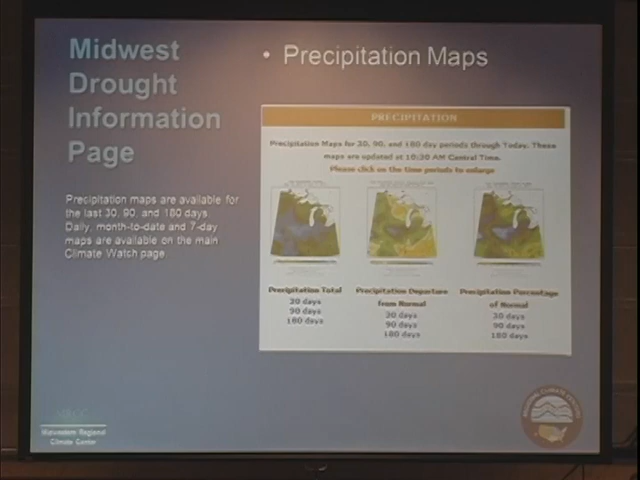 Midwest
Drought
Information
Page
Precipitation maps are available for
the last 30, 90, and 180 days.
Daily, month-to-date and 7-day
maps are available on the main
Climate Watch page
• Precipitation Maps
PRECIPITATION
Precipitation Maps for 30, 90, and 180 day periods through Today. These
maps are updated at 10:30 AM Central Time.
Please click on the time periods to enlarge
Precipitation Total
30 days
90 days
180 days
Precipitation Departure
from Normal
30 days
90 days
180 days
Precipitation Percentage
of Normal
30 days
90 days
180 days
Midwestern Regional
Climate Center
REGIONAL CLIMATE CENTERS